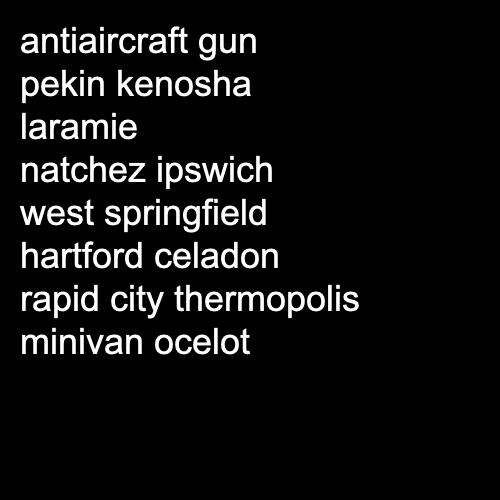 antiaircraft gun
pekin kenosha
laramie
natchez ipswich
west springfield
hartford celadon
rapid city thermopolis
minivan ocelot